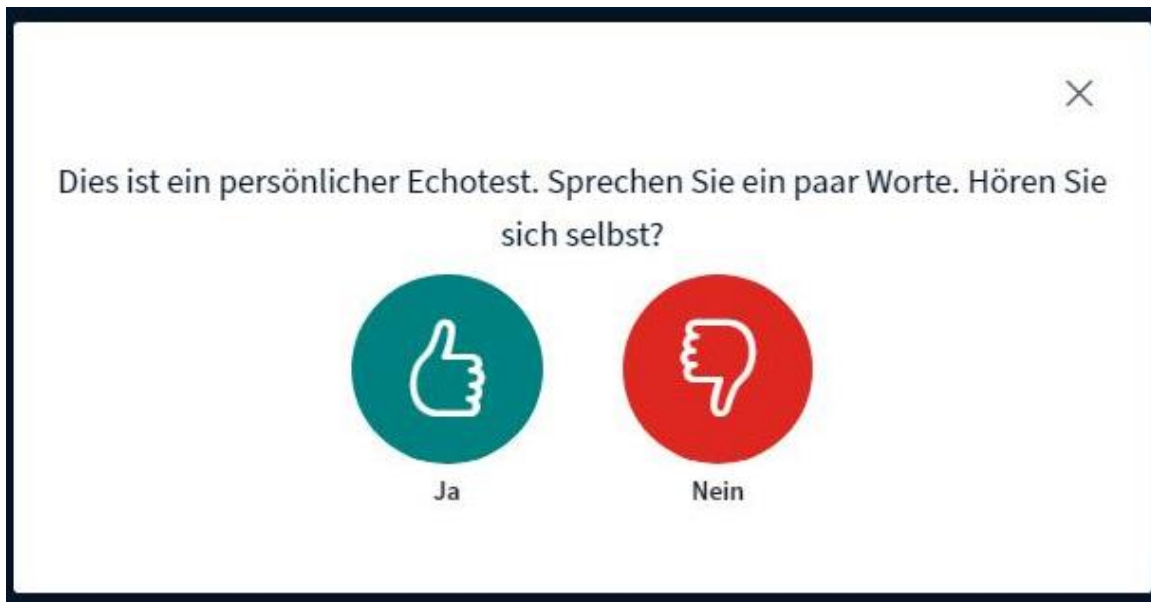 Dies ist ein persönlicher Echotest. Sprechen Sie ein paar Worte. Hören Sie
sich selbst?
Ja
Nein